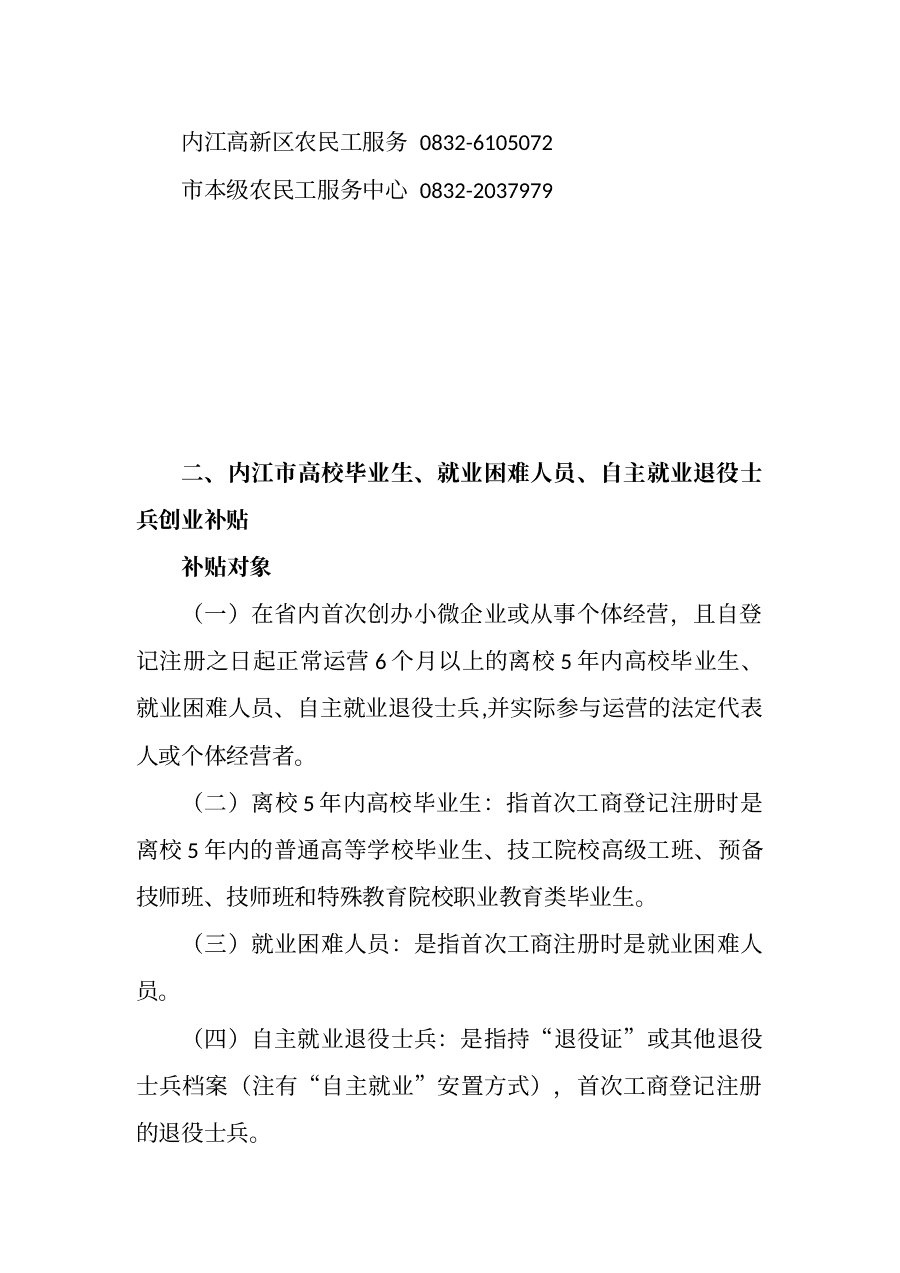 内江高新区农民工服务 0832-6105072
市本级农民工服务中心 0832-2037979
二、内江市高校毕业生、就业困难人员、自主就业退役士
兵创业补贴
补贴对象
（一）在省内首次创办小微企业或从事个体经营，且自登
记注册之日起正常运营 6 个月以上的离校 5 年内高校毕业生、
就业困难人员、自主就业退役士兵,并实际参与运营的法定代表
人或个体经营者。
（二）离校 5 年内高校毕业生：指首次工商登记注册时是
离校 5 年内的普通高等学校毕业生、技工院校高级工班、预备
技师班、技师班和特殊教育院校职业教育类毕业生。
（三）就业困难人员：是指首次工商注册时是就业困难人
员。
（四）自主就业退役士兵：是指持“退役证”或其他退役
士兵档案（注有“自主就业”安置方式），首次工商登记注册
的退役士兵。